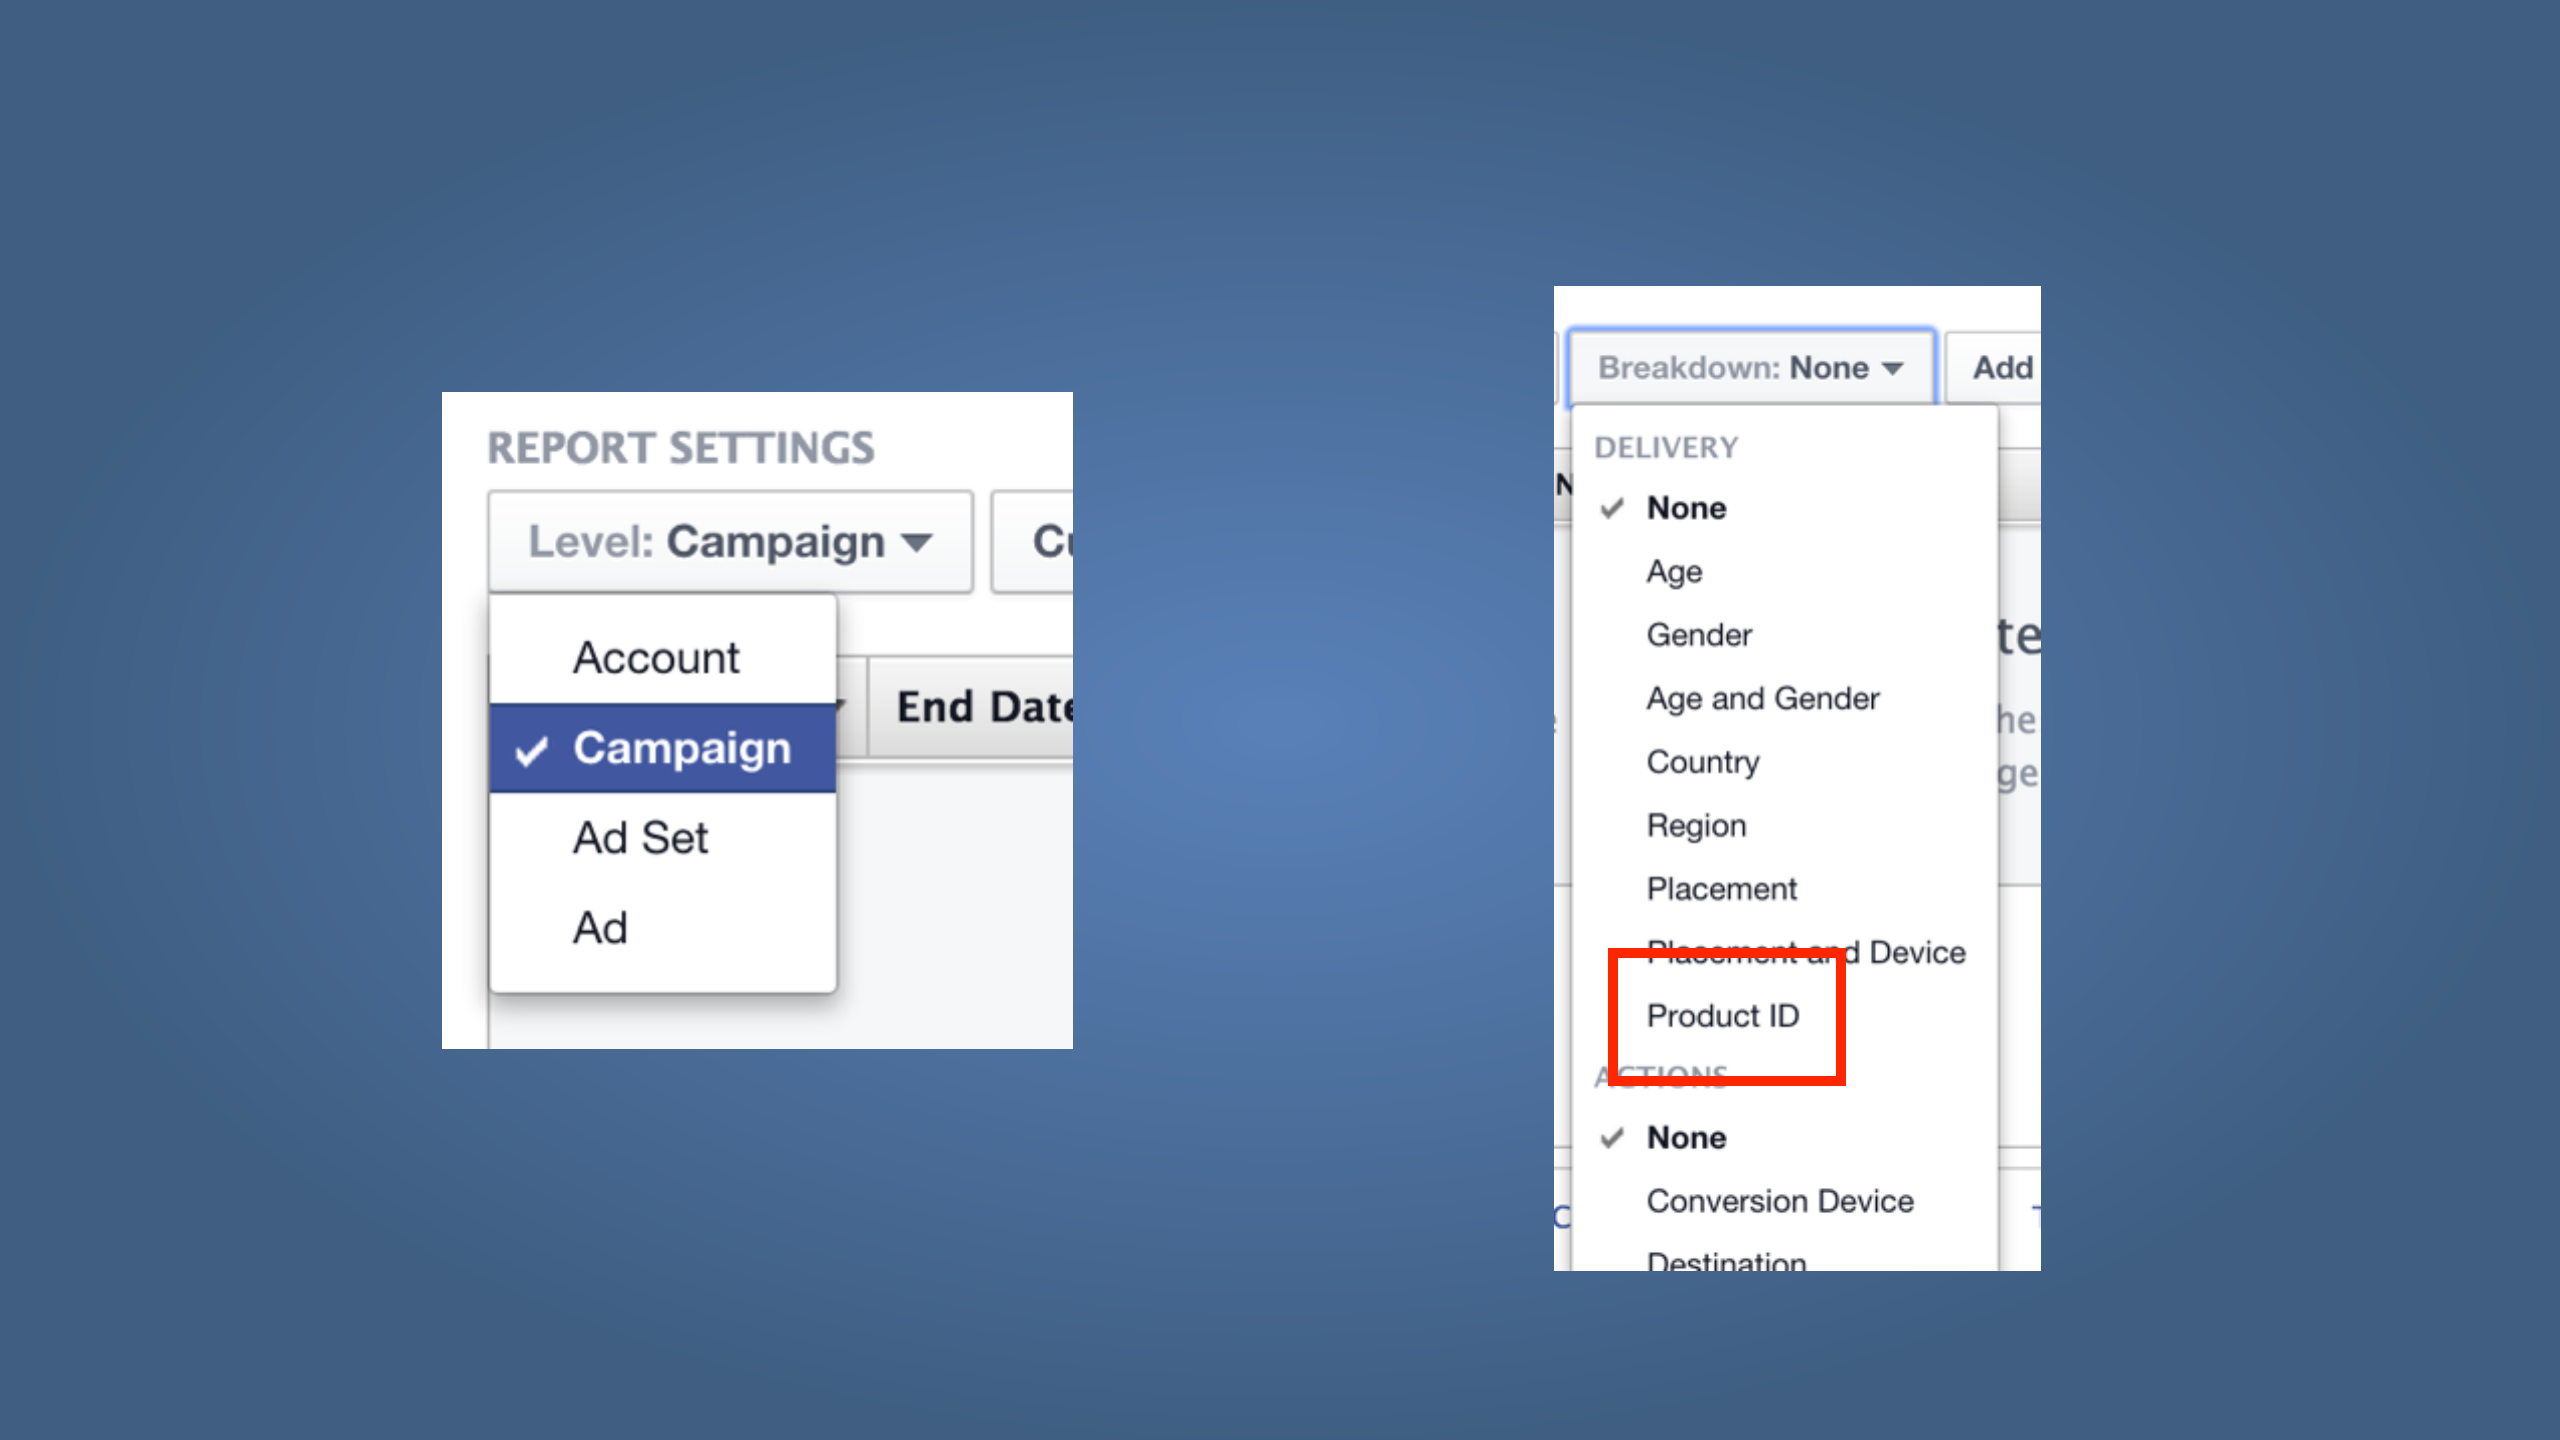 REPORT SETTINGS
Level: Campaign
Account
Campaign
End Date
Ad Set
Ad
Breakdown: None
Add
DELIVERY
None
Age
Gender
Age and Gender
Country
Region
Placement
Placement and Device
Product ID
ACTIONS
None
Conversion Device
Destination